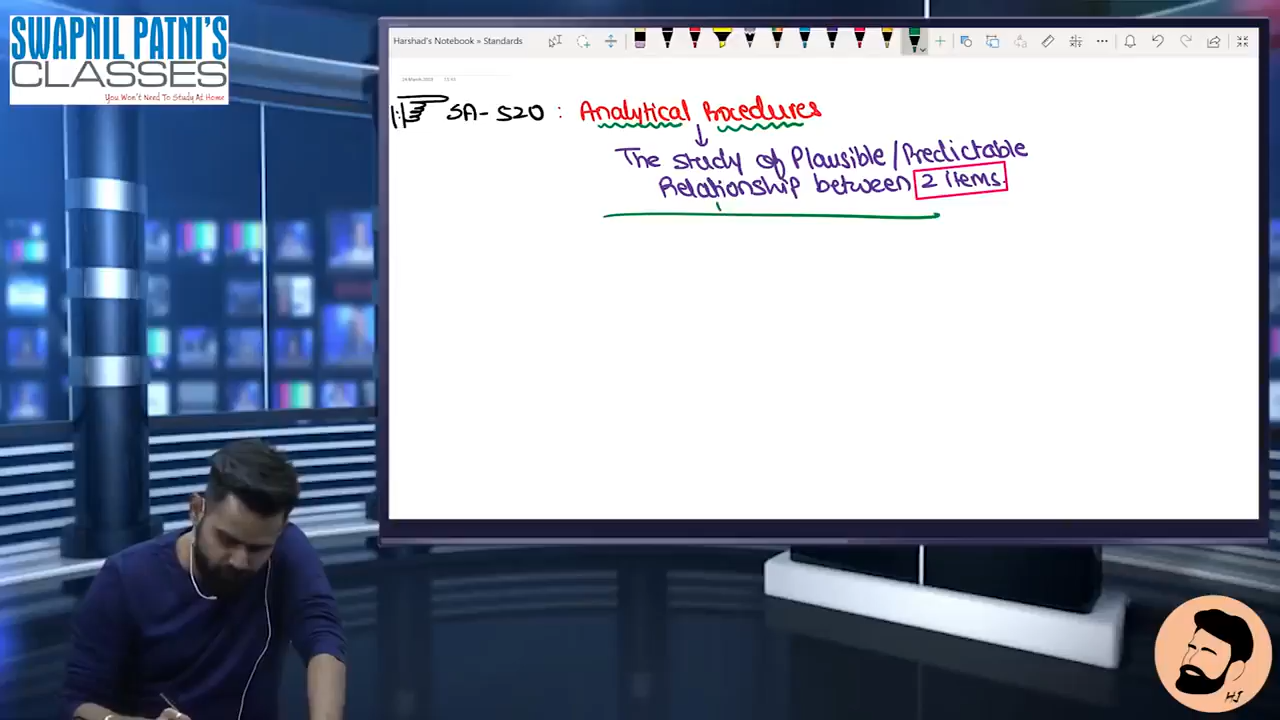 SWAPNIL PATNI'S
CLASSES
You Won't Need To Study At Home
Harshad's Notebook » Standards
SA- 520 : Analytical Procedures
The study of Plausible/Predictable
Relationship between 2 items.
HJ